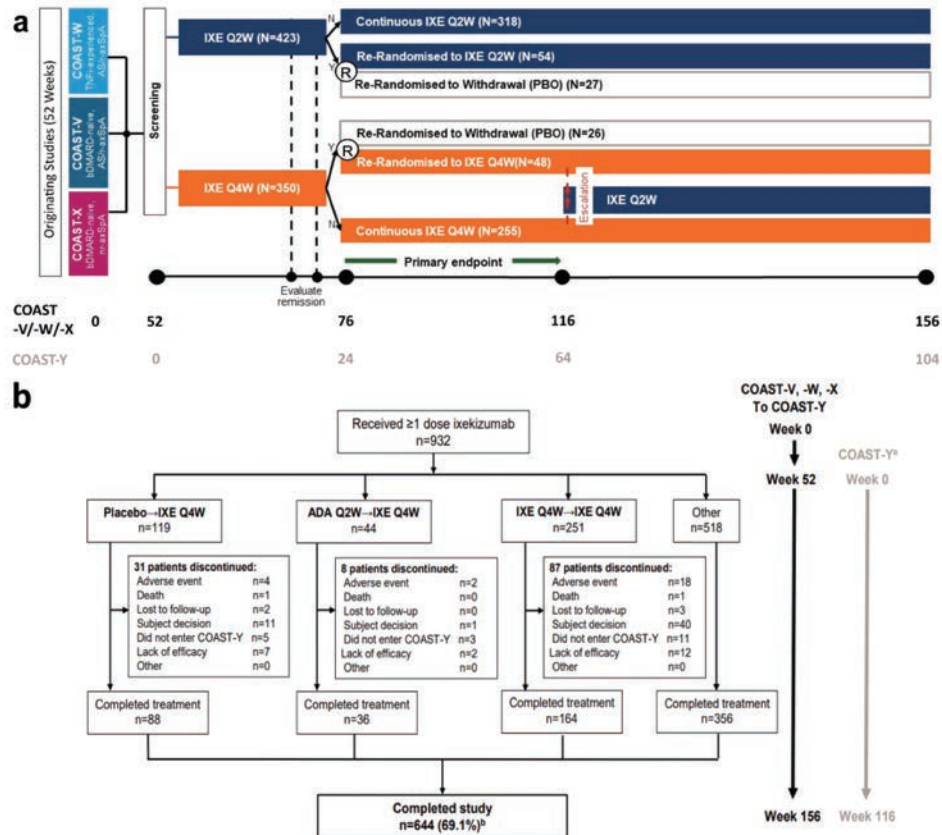 a
Originating Studies (52 Weeks)
COAST-W
TNFi-experienced,
AS/r-axSpA
COAST-V
bDMARD-naive,
AS/r-axSpA
COAST-X
bDMARD-naive,
nr-axSpA
Screening
IXE Q2W (N=423)
IXE Q4W (N=350)
N
Y
R
Continuous IXE Q2W (N=318)
Re-Randomised to IXE Q2W (N=54)
Re-Randomised to Withdrawal (PBO) (N=27)
Y
R
N
Re-Randomised to Withdrawal (PBO) (N=26)
Re-Randomised to IXE Q4W(N=48)
Escalation
IXE Q2W
Continuous IXE Q4W (N=255)
Primary endpoint
Evaluate
remission
COAST
-V/-W/-X 0 52 76 116 156
COAST-Y 0 24 64 104
b
COAST-V, -W, -X
To COAST-Y
Week 0
COAST-Yª
Week 52 Week 0
Received ≥1 dose ixekizumab
n=932
Placebo→IXE Q4W
n=119
ADA Q2W→IXE Q4W
n=44
IXE Q4W→IXE Q4W
n=251
Other
n=518
31 patients discontinued:
Adverse event n=4
Death n=1
Lost to follow-up n=2
Subject decision n=11
Did not enter COAST-Y n=5
Lack of efficacy n=7
Other n=0
8 patients discontinued:
Adverse event n=2
Death n=0
Lost to follow-up n=0
Subject decision n=1
Did not enter COAST-Y n=3
Lack of efficacy n=2
Other n=0
87 patients discontinued:
Adverse event n=18
Death n=1
Lost to follow-up n=3
Subject decision n=40
Did not enter COAST-Y n=11
Lack of efficacy n=12
Other n=0
Completed treatment
n=88
Completed treatment
n=36
Completed treatment
n=164
Completed treatment
n=356
Completed study
n=644 (69.1%)ᵇ
Week 156 Week 116